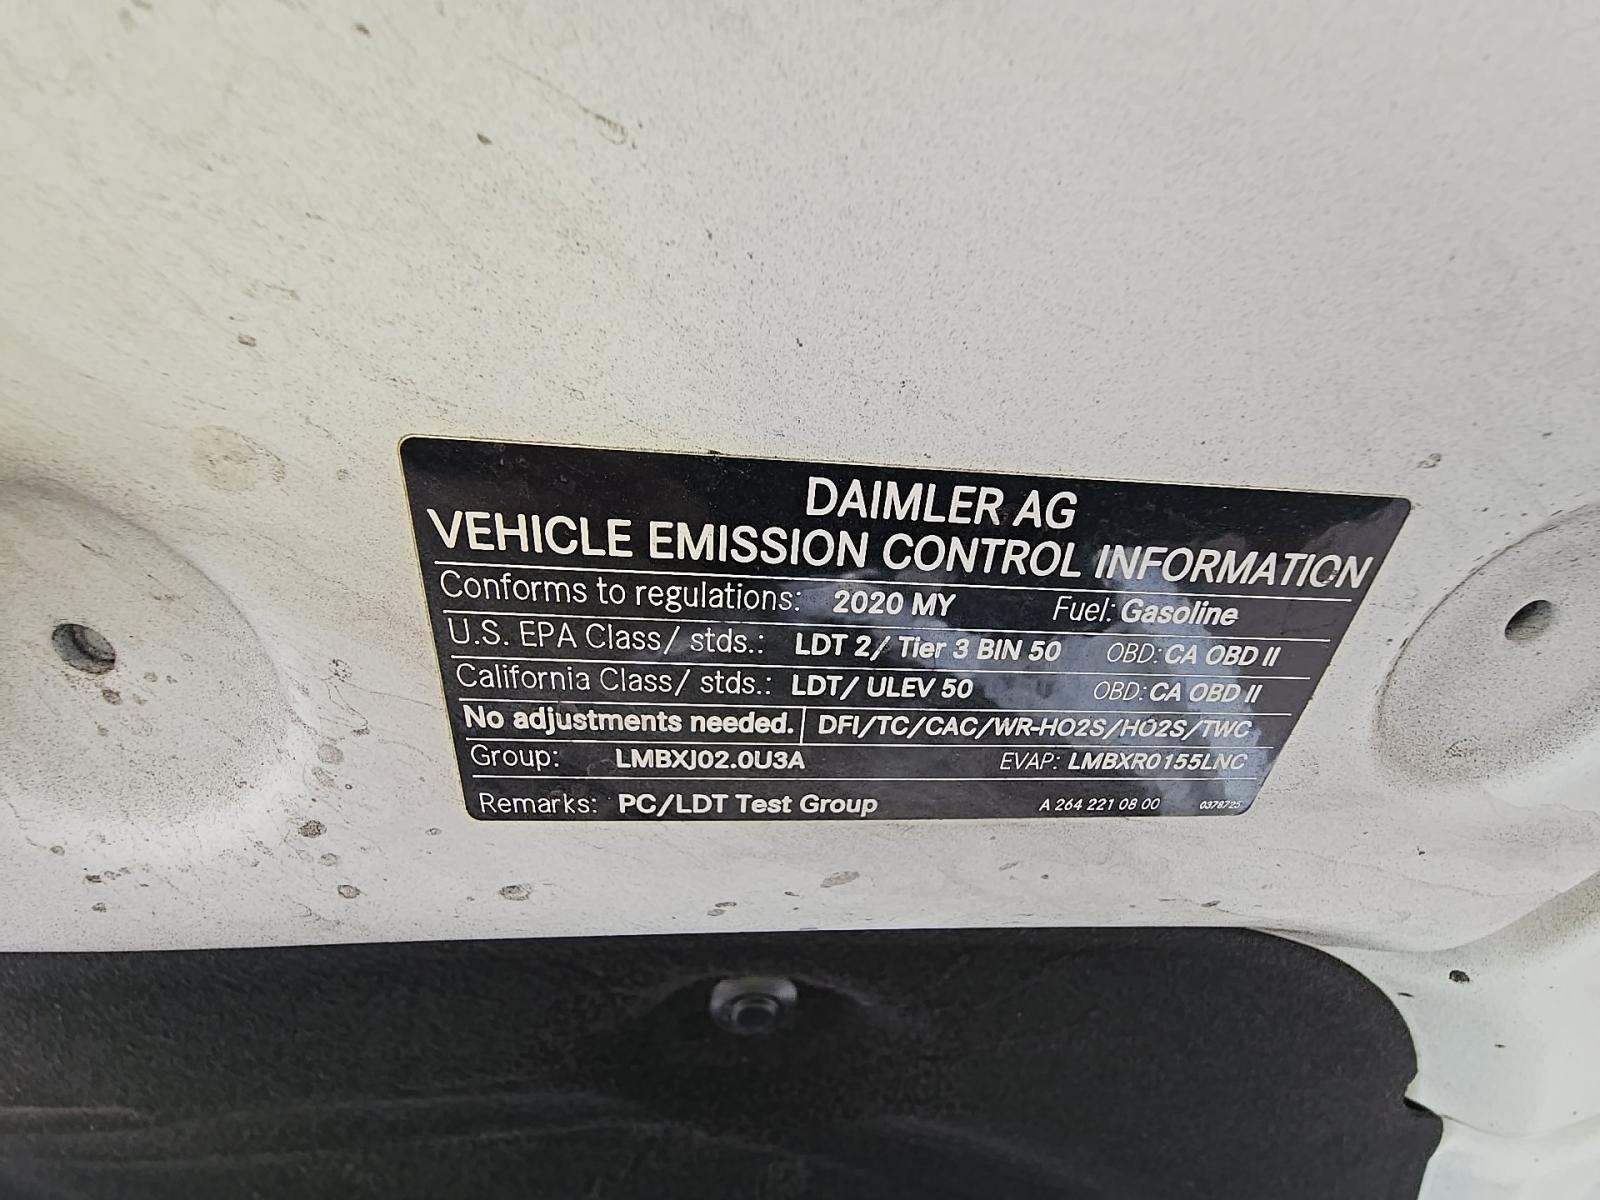 DAIMLER AG
VEHICLE EMISSION CONTROL INFORMATION
Conforms to regulations: 2020 MY Fuel: Gasoline
U.S. EPA Class/ stds.: LDT 2/ Tier 3 BIN 50 OBD: CA OBD II
California Class/ stds.: LDT/ ULEV 50 OBD: CA OBD II
No adjustments needed. DFI/TC/CAC/WR-HO2S/HO2S/TWC
Group: LMBXJ02.0U3A EVAP: LMBXR0155LNC
Remarks: PC/LDT Test Group A 264 221 08 00 0378725